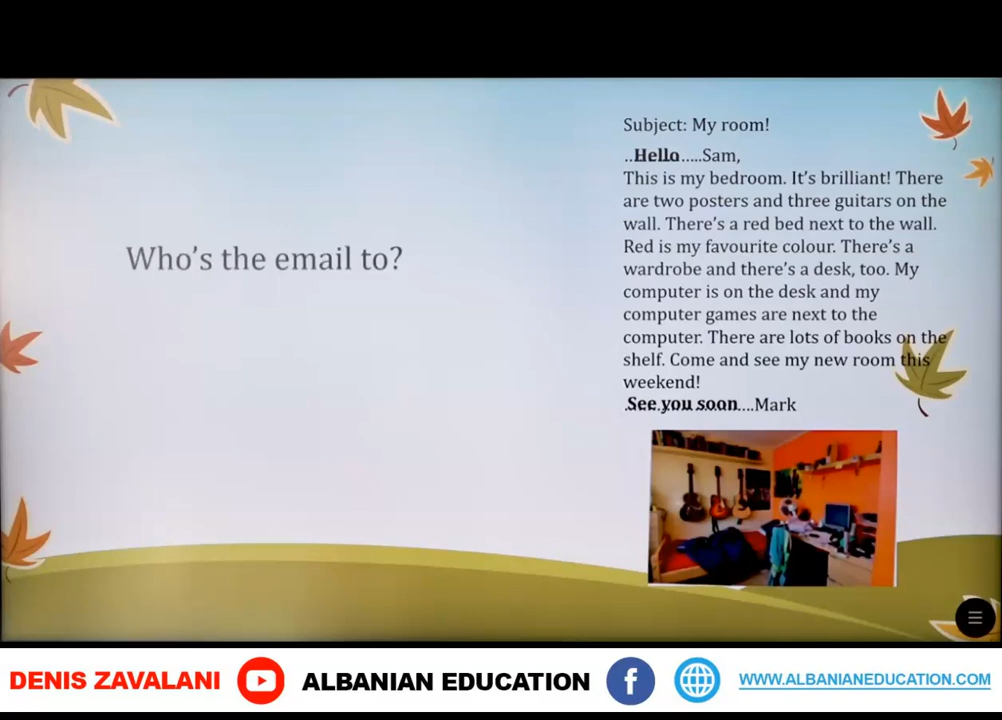 Who's the email to?
Subject: My room!
..Hello.....Sam,
This is my bedroom. It's brilliant! There
are two posters and three guitars on the
wall. There's a red bed next to the wall.
Red is my favourite colour. There's a
wardrobe and there's a desk, too. My
computer is on the desk and my
computer games are next to the
computer. There are lots of books on the
shelf. Come and see my new room this
weekend!
.See you soon....Mark
DENIS ZAVALANI ALBANIAN EDUCATION WWW.ALBANIANEDUCATION.COM